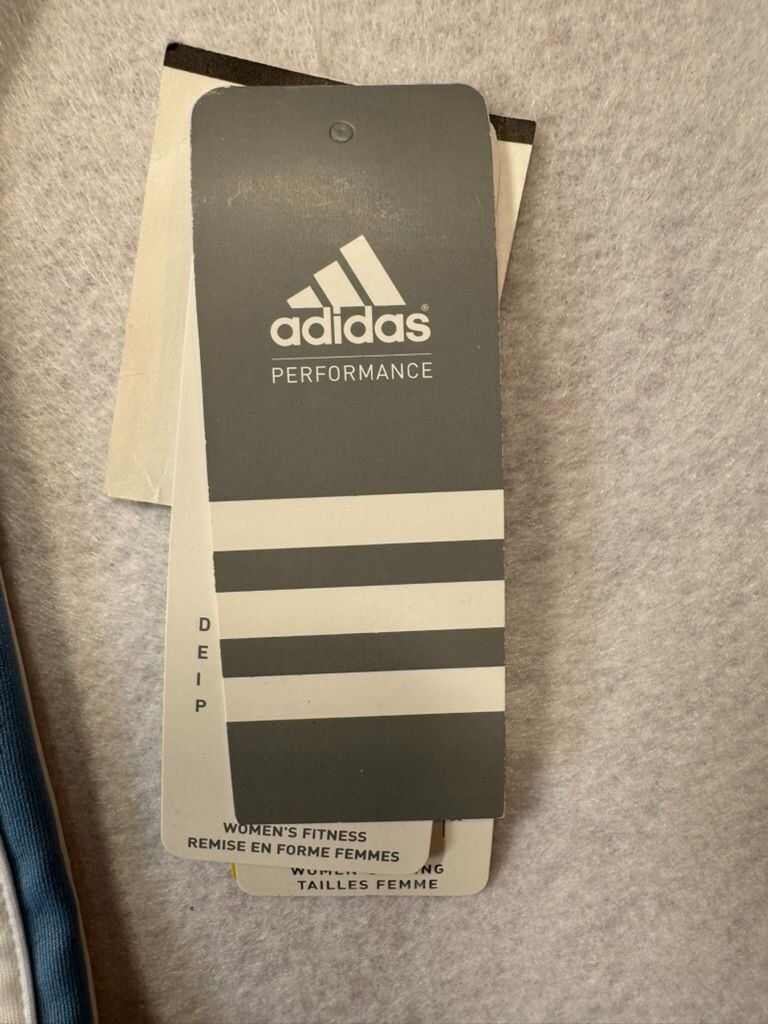 adidas®
PERFORMANCE
D
E
I
P
WOMEN'S FITNESS
REMISE EN FORME FEMMES
TAILLES FEMME